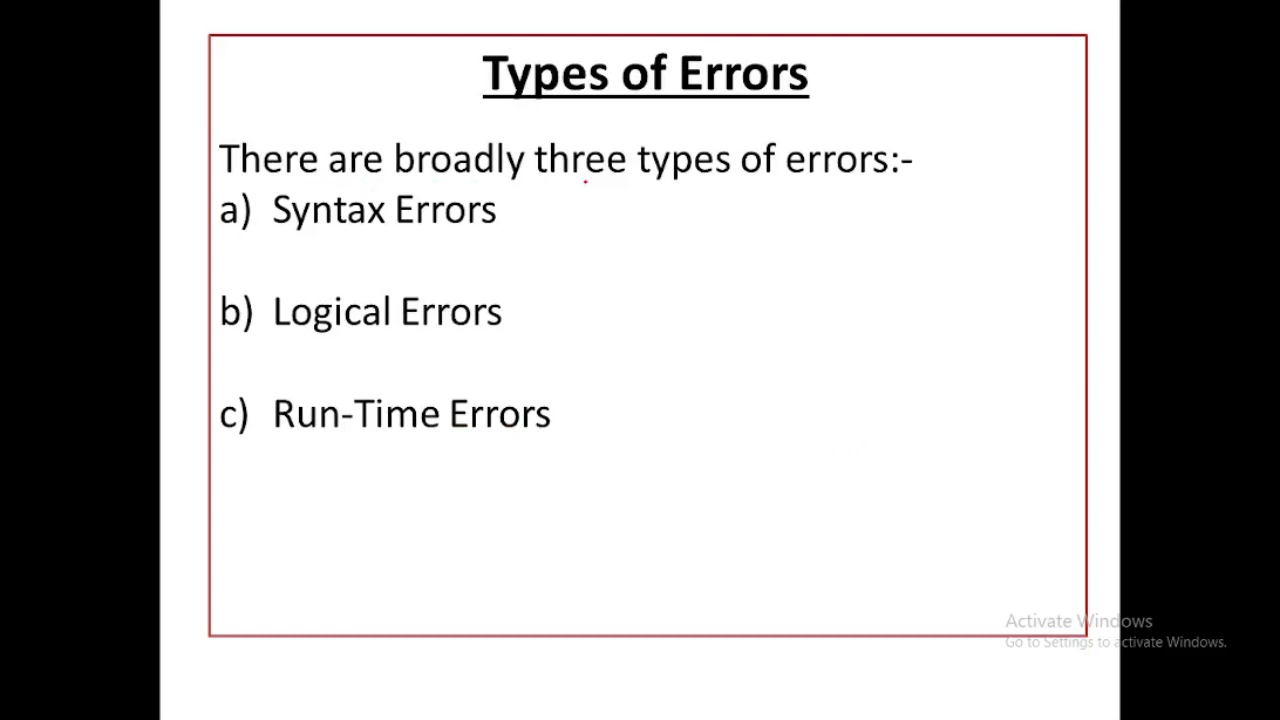 Types of Errors
There are broadly three types of errors:-
a) Syntax Errors
b) Logical Errors
c) Run-Time Errors
Activate Windows
Go to Settings to activate Windows.